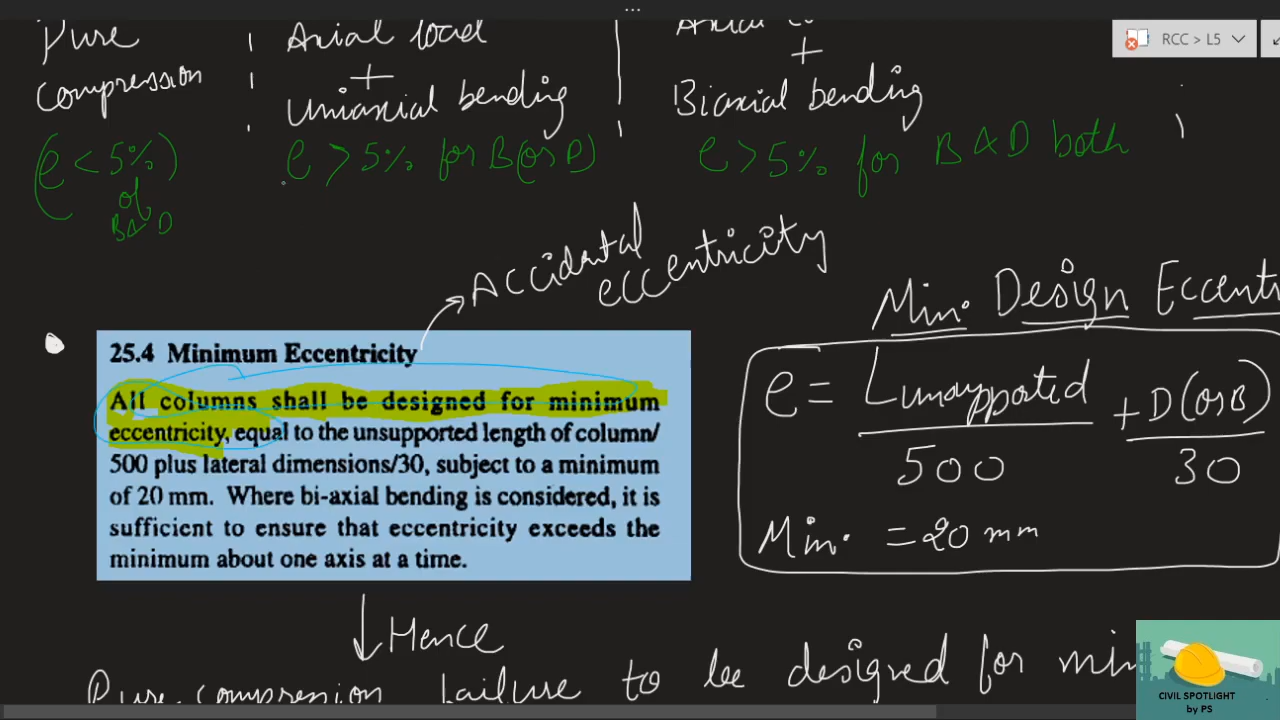 ...
RCC > L5
Pure
compression
(e < 5%)
of
B & D
Axial load
+
Uniaxial bending
e > 5% for B (or D)
Axial
+
Biaxial bending
e > 5% for B & D both
Accidental
eccentricity
25.4 Minimum Eccentricity
All columns shall be designed for minimum
eccentricity, equal to the unsupported length of column/
500 plus lateral dimensions/30, subject to a minimum
of 20 mm. Where bi-axial bending is considered, it is
sufficient to ensure that eccentricity exceeds the
minimum about one axis at a time.
Min. Design Eccent
e = L unsupported / 500 + D (or B) / 30
Min. = 20 mm
Hence
Pure compression failure to be designed for min
CIVIL SPOTLIGHT
by PS